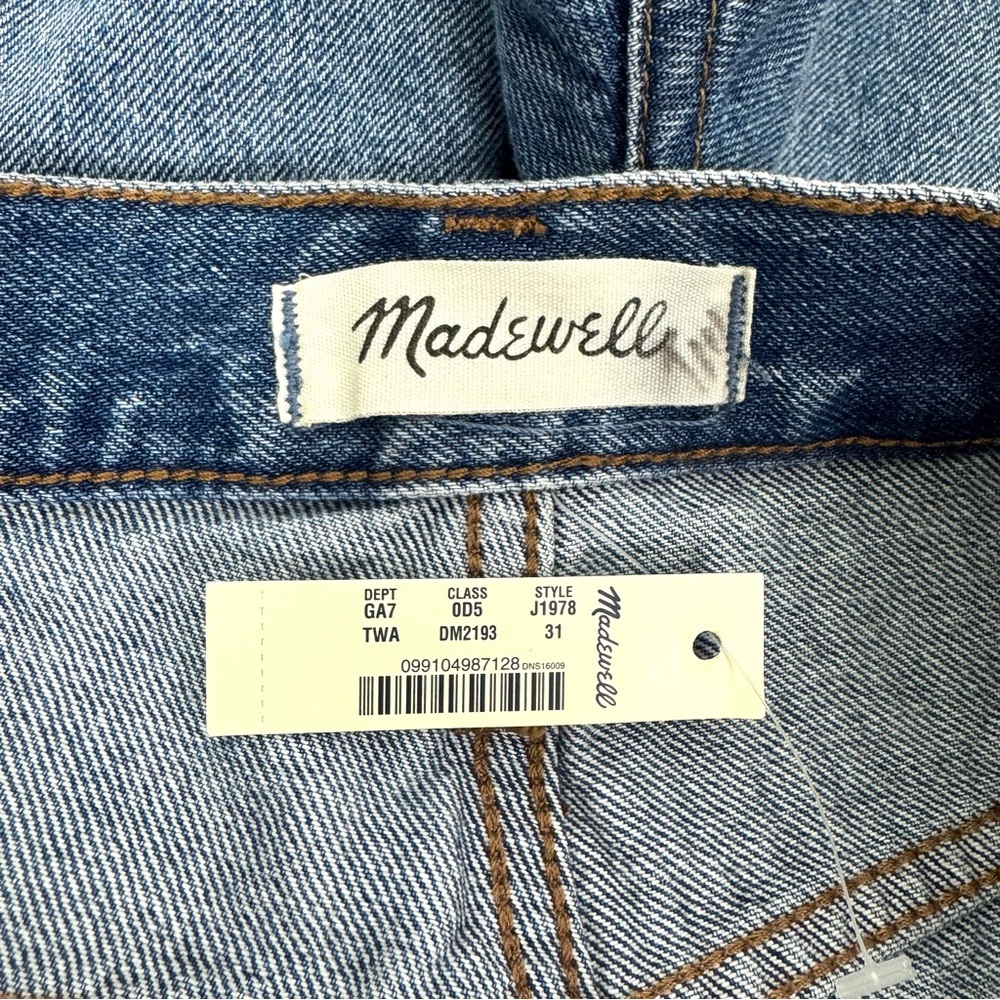 Madewell
DEPT CLASS STYLE
GA7 0D5 J1978
TWA DM2193 31
099104987128 DNS16009
Madewell